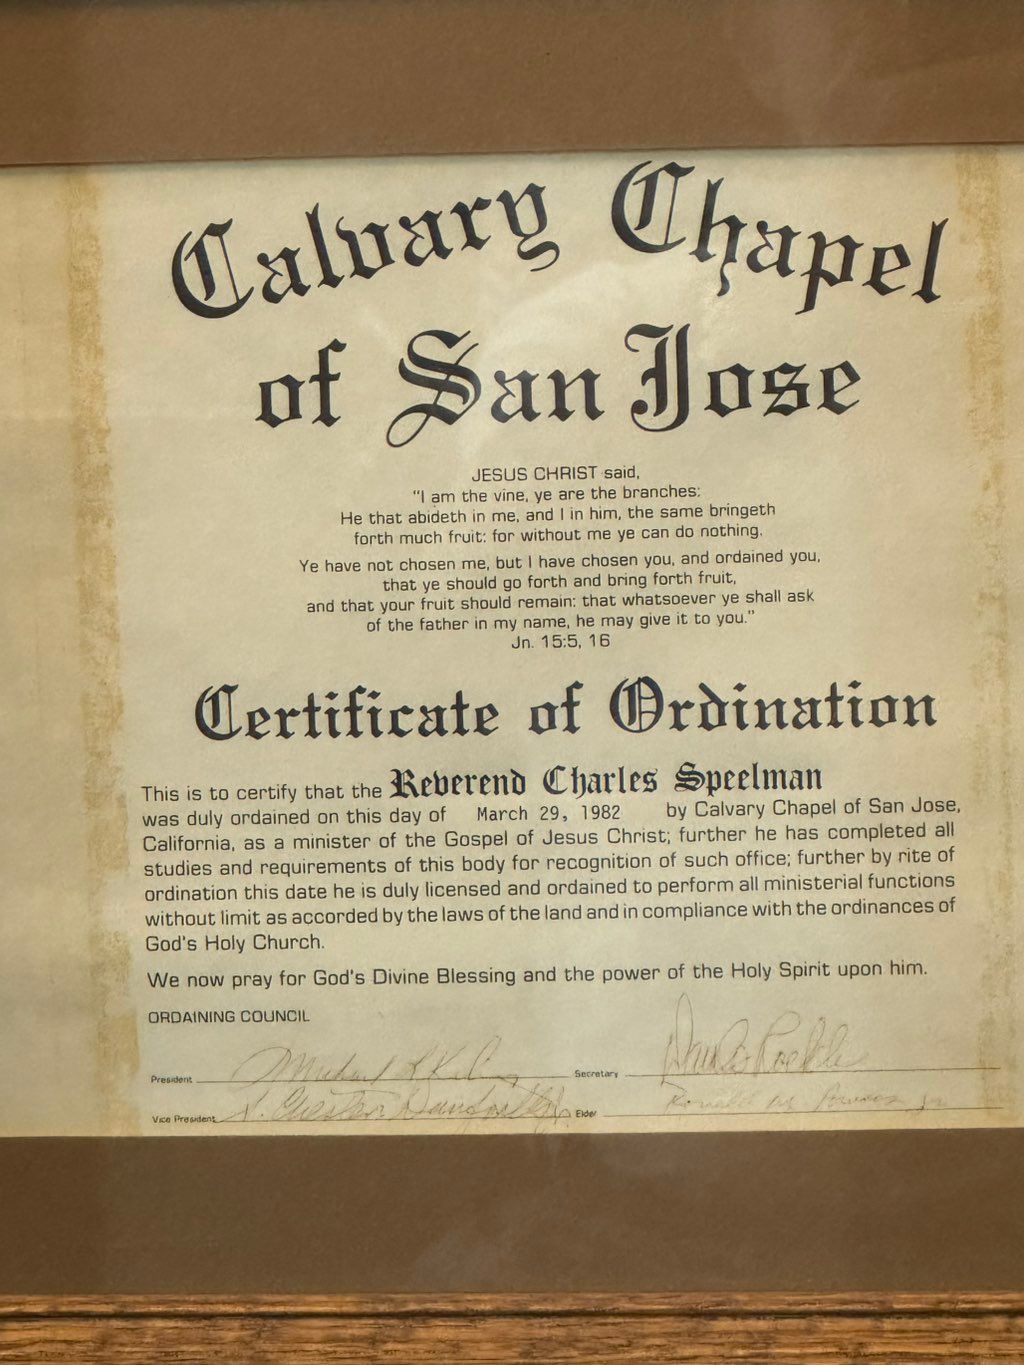 Calvary Chapel
of San Jose
JESUS CHRIST said,
"I am the vine, ye are the branches:
He that abideth in me, and I in him, the same bringeth
forth much fruit: for without me ye can do nothing.
Ye have not chosen me, but I have chosen you, and ordained you,
that ye should go forth and bring forth fruit,
and that your fruit should remain: that whatsoever ye shall ask
of the father in my name, he may give it to you."
Jn. 15:5, 16
Certificate of Ordination
This is to certify that the Reverend Charles Speelman
was duly ordained on this day of March 29, 1982 by Calvary Chapel of San Jose,
California, as a minister of the Gospel of Jesus Christ; further he has completed all
studies and requirements of this body for recognition of such office; further by rite of
ordination this date he is duly licensed and ordained to perform all ministerial functions
without limit as accorded by the laws of the land and in compliance with the ordinances of
God's Holy Church.
We now pray for God's Divine Blessing and the power of the Holy Spirit upon him.
ORDAINING COUNCIL
President Michael Secretary
Vice President Elder Ronald